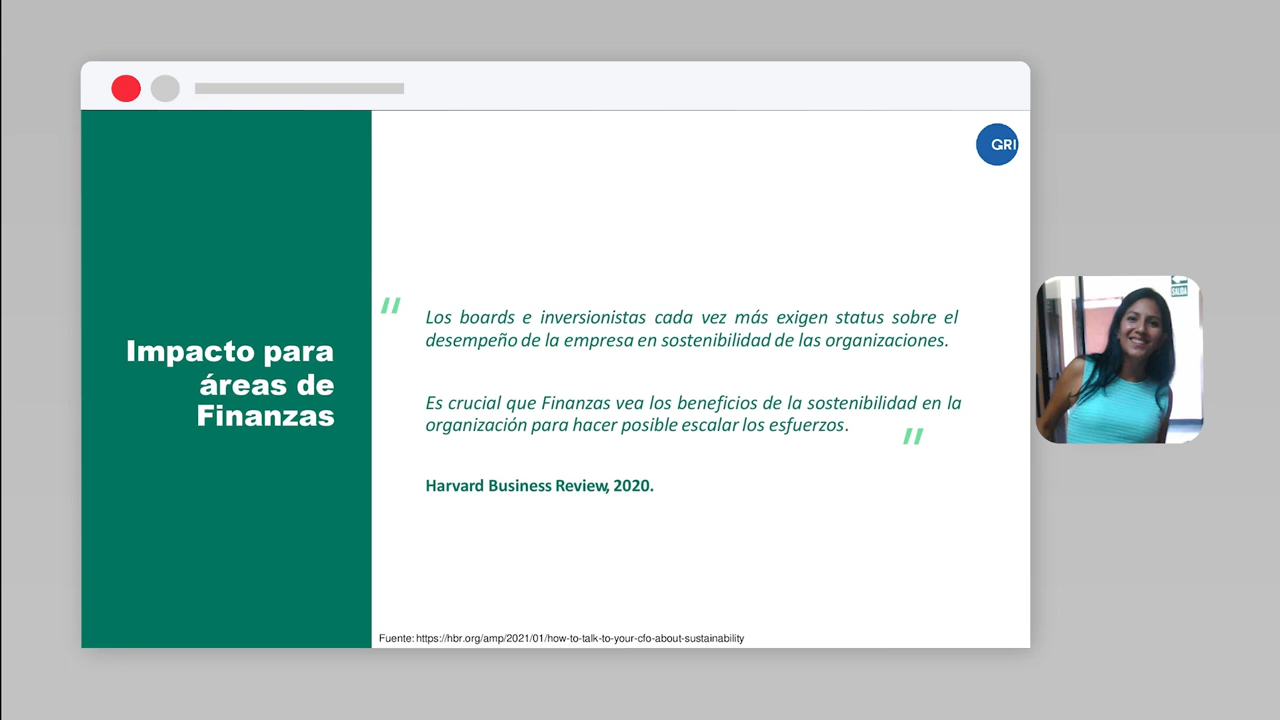 GRI
Impacto para
áreas de
Finanzas
"
Los boards e inversionistas cada vez más exigen status sobre el
desempeño de la empresa en sostenibilidad de las organizaciones.
Es crucial que Finanzas vea los beneficios de la sostenibilidad en la
organización para hacer posible escalar los esfuerzos.
"
Harvard Business Review, 2020.
Fuente: https://hbr.org/amp/2021/01/how-to-talk-to-your-cfo-about-sustainability
SALIDA